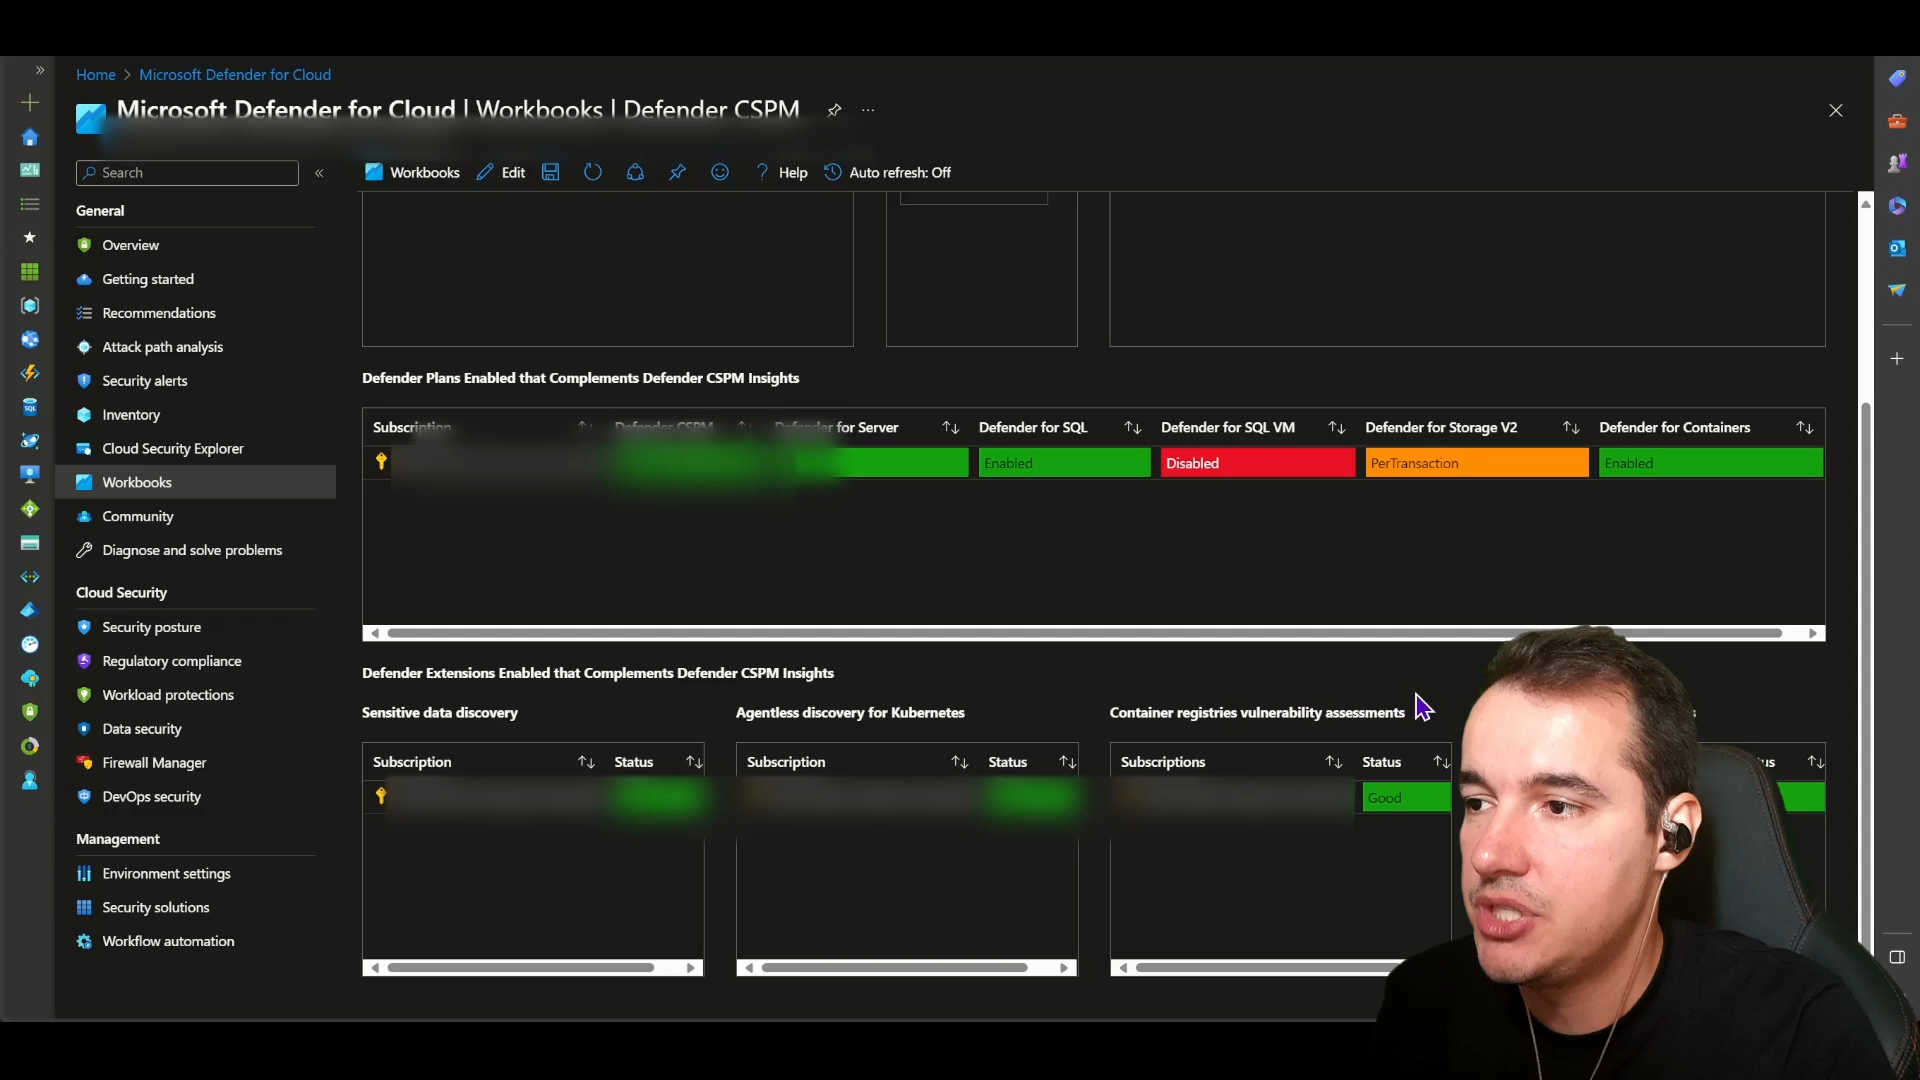 Home > Microsoft Defender for Cloud
Microsoft Defender for Cloud | Workbooks | Defender CSPM
Search
Workbooks Edit Help Auto refresh: Off
General
Overview
Getting started
Recommendations
Attack path analysis
Security alerts
Inventory
Cloud Security Explorer
Workbooks
Community
Diagnose and solve problems
Cloud Security
Security posture
Regulatory compliance
Workload protections
Data security
Firewall Manager
DevOps security
Management
Environment settings
Security solutions
Workflow automation
Defender Plans Enabled that Complements Defender CSPM Insights
Subscription Defender CSPM Defender for Server Defender for SQL Defender for SQL VM Defender for Storage V2 Defender for Containers
Enabled Disabled PerTransaction Enabled
Defender Extensions Enabled that Complements Defender CSPM Insights
Sensitive data discovery Agentless discovery for Kubernetes Container registries vulnerability assessments
Subscription Status Subscription Status Subscriptions Status
Good